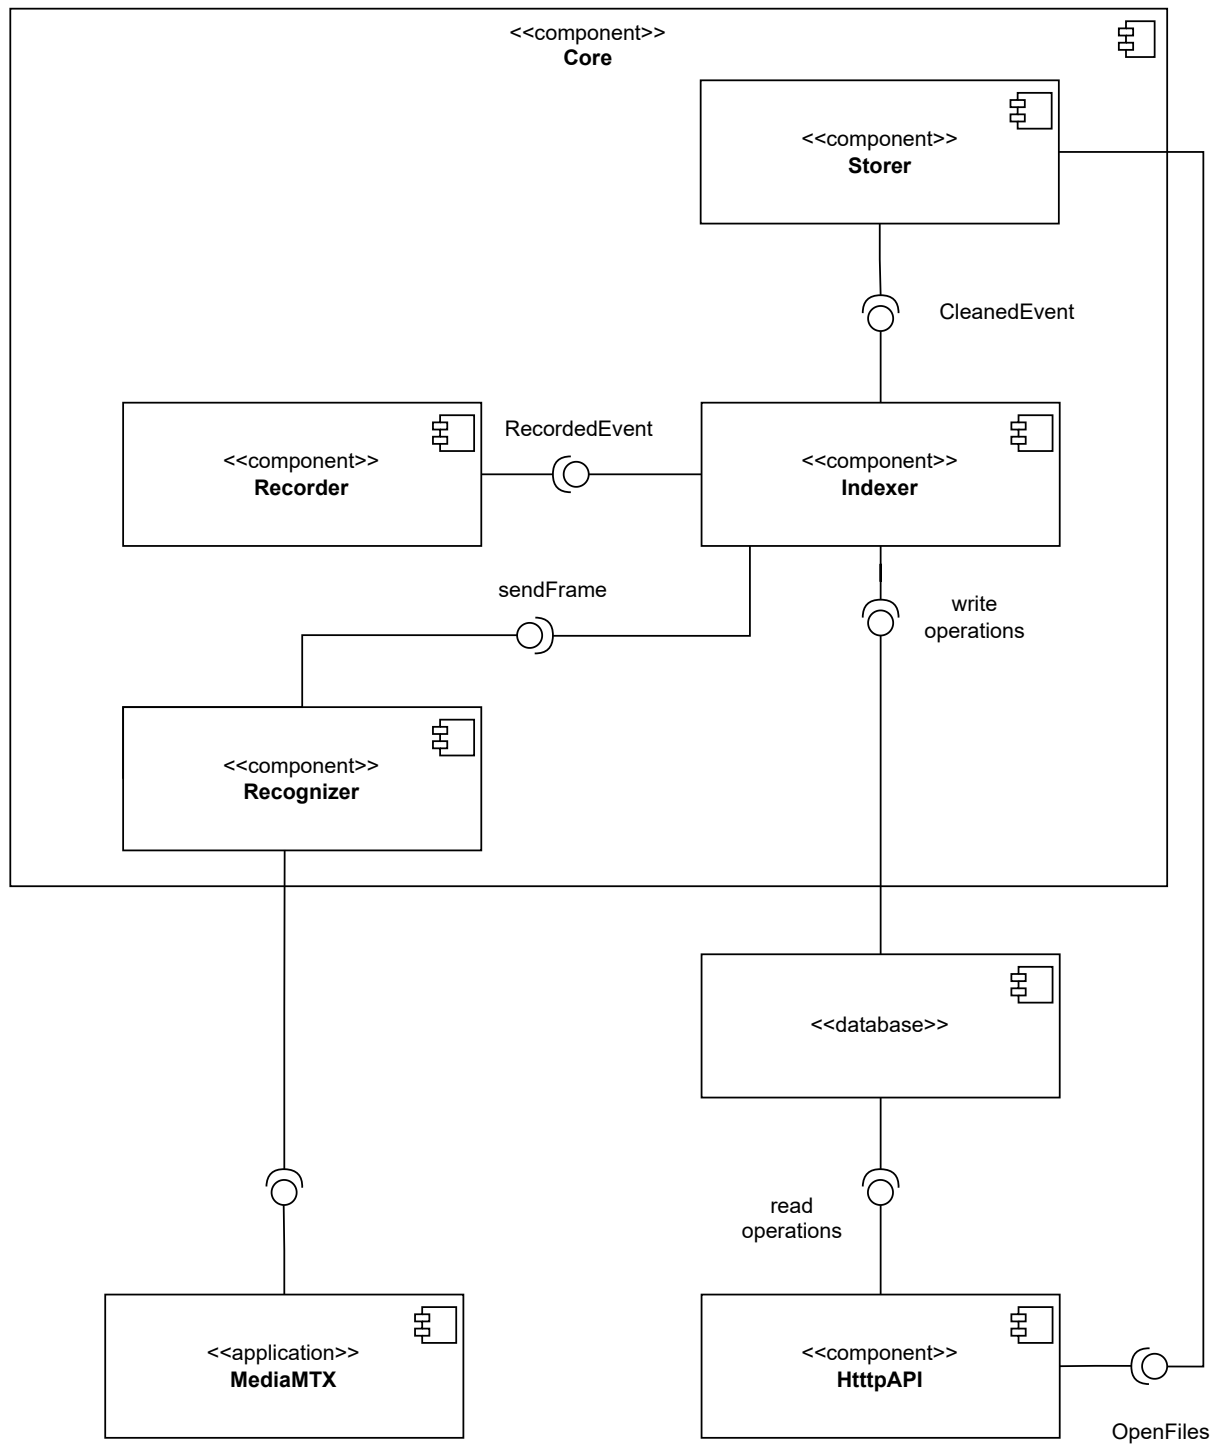 <<component>>
Core
<<component>>
Storer
CleanedEvent
<<component>>
Recorder
RecordedEvent
<<component>>
Indexer
sendFrame
write
operations
<<component>>
Recognizer
<<database>>
read
operations
<<application>>
MediaMTX
<<component>>
HtttpAPI
OpenFiles